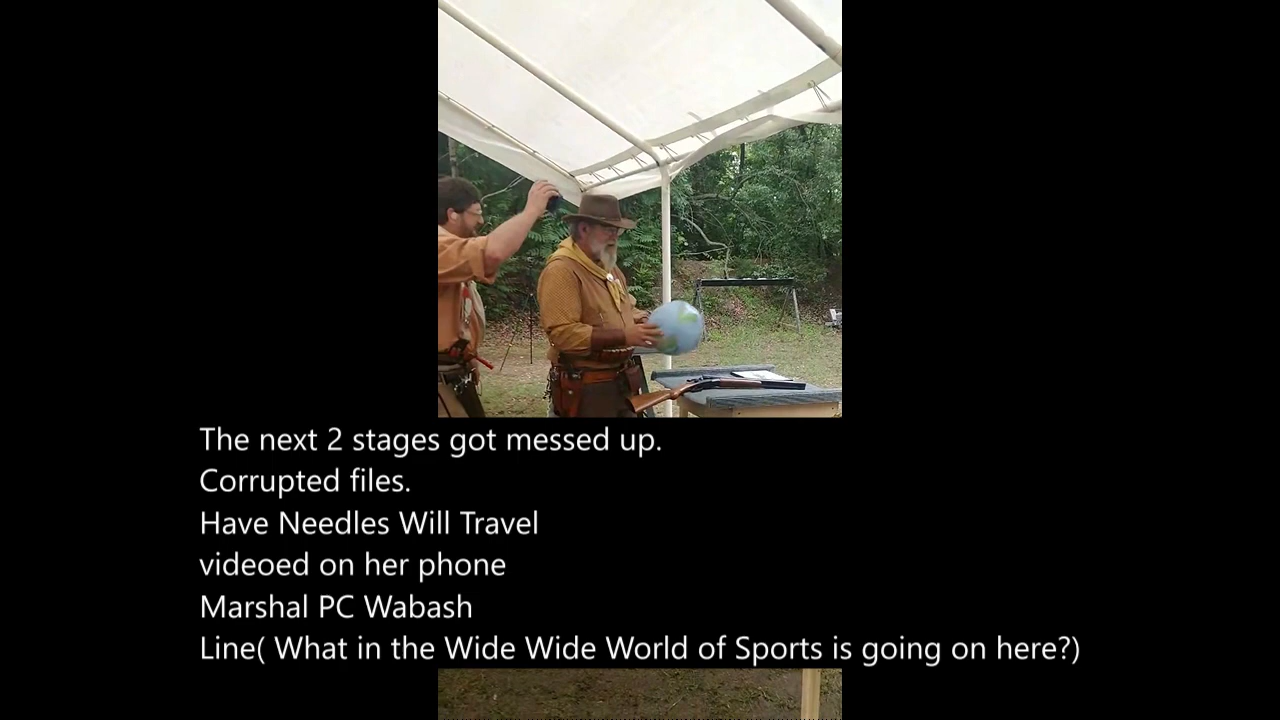 The next 2 stages got messed up.
Corrupted files.
Have Needles Will Travel
videoed on her phone
Marshal PC Wabash
Line( What in the Wide Wide World of Sports is going on here?)